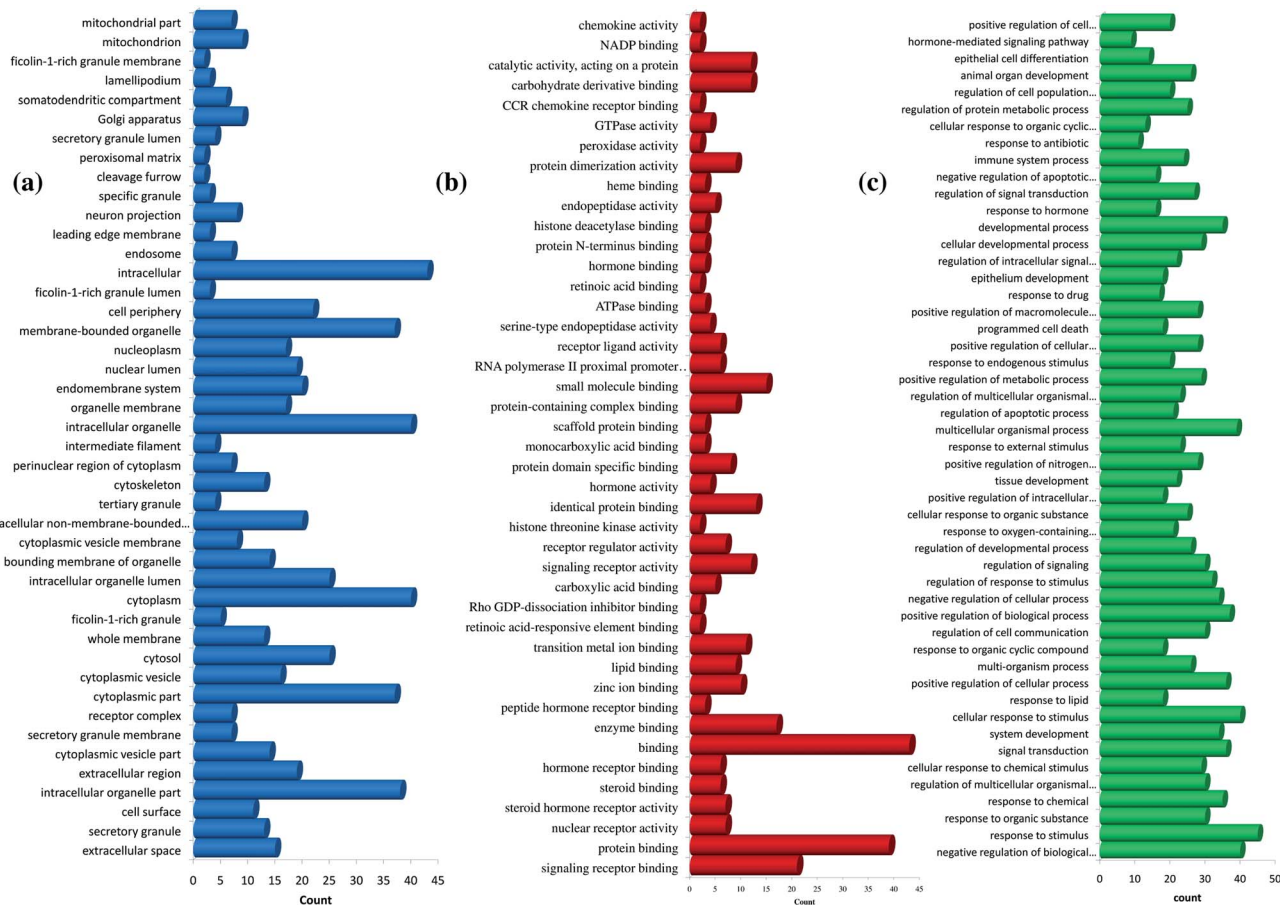 (a)
mitochondrial part
mitochondrion
ficolin-1-rich granule membrane
lamellipodium
somatodendritic compartment
Golgi apparatus
secretory granule lumen
peroxisomal matrix
cleavage furrow
specific granule
neuron projection
leading edge membrane
endosome
intracellular
ficolin-1-rich granule lumen
cell periphery
membrane-bounded organelle
nucleoplasm
nuclear lumen
endomembrane system
organelle membrane
intracellular organelle
intermediate filament
perinuclear region of cytoplasm
cytoskeleton
tertiary granule
acellular non-membrane-bounded...
cytoplasmic vesicle membrane
bounding membrane of organelle
intracellular organelle lumen
cytoplasm
ficolin-1-rich granule
whole membrane
cytosol
cytoplasmic vesicle
cytoplasmic part
receptor complex
secretory granule membrane
cytoplasmic vesicle part
extracellular region
intracellular organelle part
cell surface
secretory granule
extracellular space
0 5 10 15 20 25 30 35 40 45
Count
(b)
chemokine activity
NADP binding
catalytic activity, acting on a protein
carbohydrate derivative binding
CCR chemokine receptor binding
GTPase activity
peroxidase activity
protein dimerization activity
heme binding
endopeptidase activity
histone deacetylase binding
protein N-terminus binding
hormone binding
retinoic acid binding
ATPase binding
serine-type endopeptidase activity
receptor ligand activity
RNA polymerase II proximal promoter..
small molecule binding
protein-containing complex binding
scaffold protein binding
monocarboxylic acid binding
protein domain specific binding
hormone activity
identical protein binding
histone threonine kinase activity
receptor regulator activity
signaling receptor activity
carboxylic acid binding
Rho GDP-dissociation inhibitor binding
retinoic acid-responsive element binding
transition metal ion binding
lipid binding
zinc ion binding
peptide hormone receptor binding
enzyme binding
binding
hormone receptor binding
steroid binding
steroid hormone receptor activity
nuclear receptor activity
protein binding
signaling receptor binding
0 5 10 15 20 25 30 35 40 45
Count
(c)
positive regulation of cell...
hormone-mediated signaling pathway
epithelial cell differentiation
animal organ development
regulation of cell population...
regulation of protein metabolic process
cellular response to organic cyclic...
response to antibiotic
immune system process
negative regulation of apoptotic...
regulation of signal transduction
response to hormone
developmental process
cellular developmental process
regulation of intracellular signal...
epithelium development
response to drug
positive regulation of macromolecule...
programmed cell death
positive regulation of cellular...
response to endogenous stimulus
positive regulation of metabolic process
regulation of multicellular organismal...
regulation of apoptotic process
multicellular organismal process
response to external stimulus
positive regulation of nitrogen...
tissue development
positive regulation of intracellular...
cellular response to organic substance
response to oxygen-containing...
regulation of developmental process
regulation of signaling
regulation of response to stimulus
negative regulation of cellular process
positive regulation of biological process
regulation of cell communication
response to organic cyclic compound
multi-organism process
positive regulation of cellular process
response to lipid
cellular response to stimulus
system development
signal transduction
cellular response to chemical stimulus
regulation of multicellular organismal...
response to chemical
response to organic substance
response to stimulus
negative regulation of biological...
0 10 20 30 40 50
count